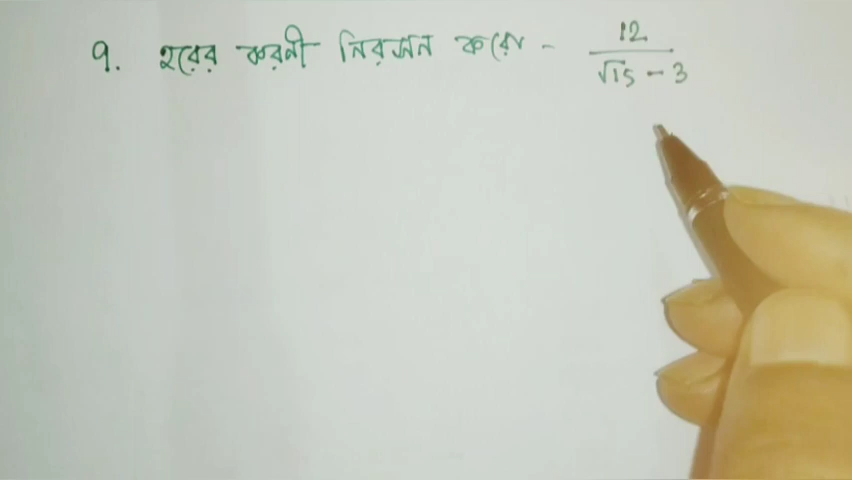 ৭. হরের করণী নিরসন করো - 12/(√15 - 3)